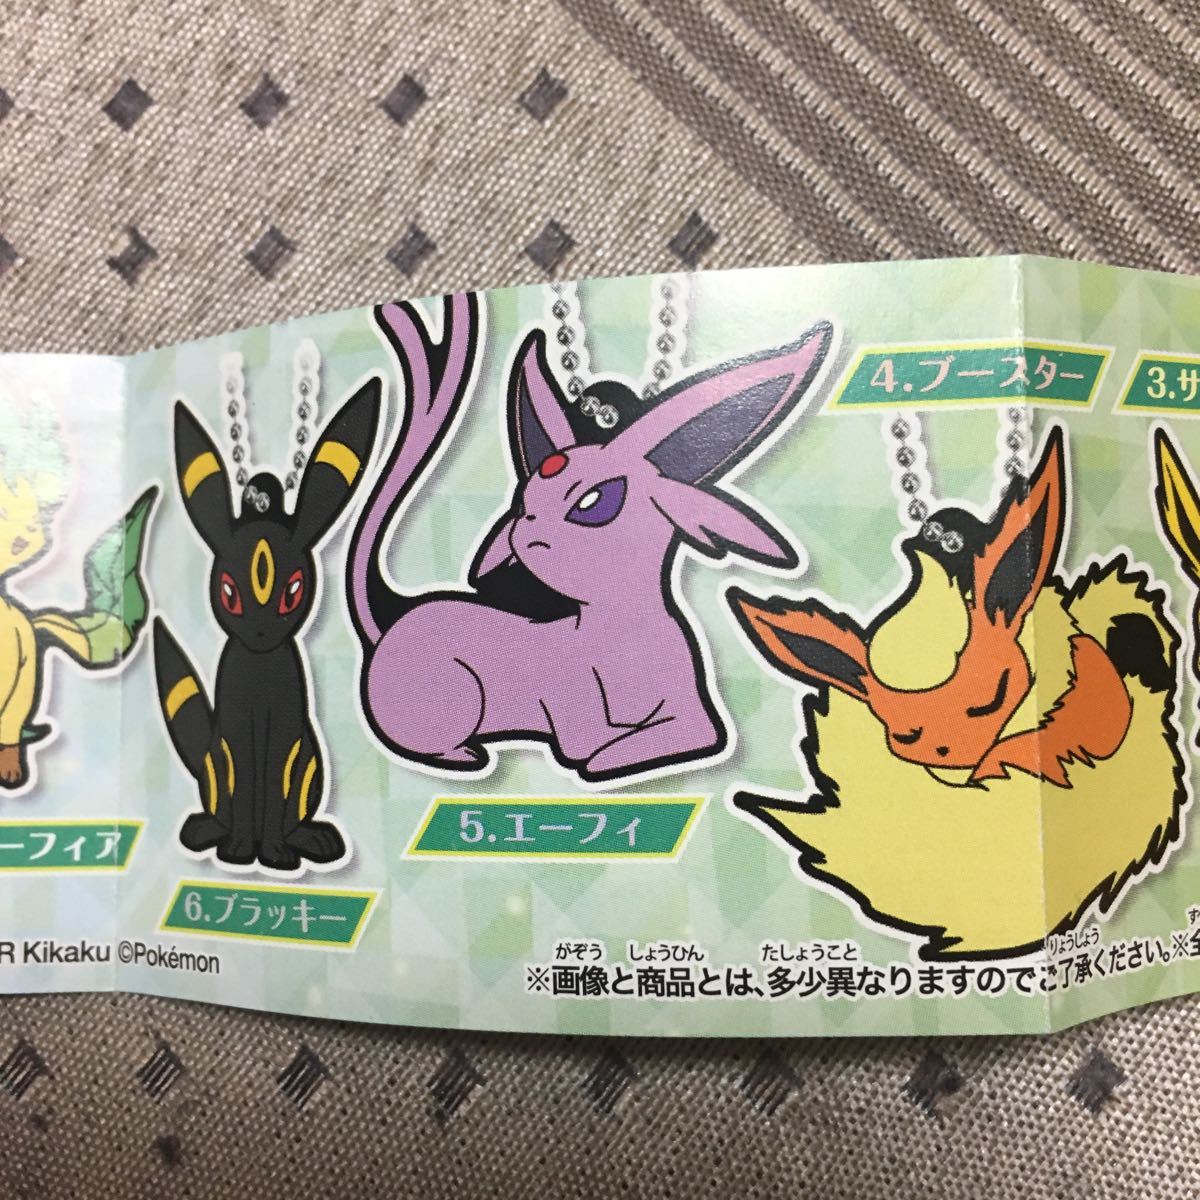 4.ブースター
3.サ
5.エーフィ
ーフィア
6.ブラッキー
R Kikaku ©Pokémon
がぞう しょうひん たしょうこと りょうしょう す
※画像と商品とは、多少異なりますのでご了承ください。※全